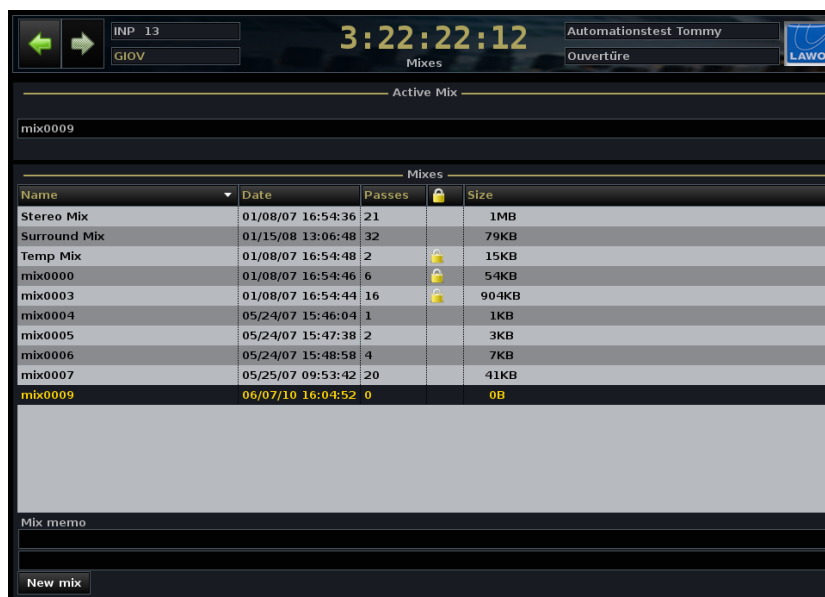 INP 13
GIOV
3:22:22:12
Mixes
Automationstest Tommy
Ouvertüre
LAWO
Active Mix
mix0009
Mixes
Name Date Passes Size
Stereo Mix 01/08/07 16:54:36 21 1MB
Surround Mix 01/15/08 13:06:48 32 79KB
Temp Mix 01/08/07 16:54:48 2 15KB
mix0000 01/08/07 16:54:46 6 54KB
mix0003 01/08/07 16:54:44 16 904KB
mix0004 05/24/07 15:46:04 1 1KB
mix0005 05/24/07 15:47:38 2 3KB
mix0006 05/24/07 15:48:58 4 7KB
mix0007 05/25/07 09:53:42 20 41KB
mix0009 06/07/10 16:04:52 0 0B
Mix memo
New mix